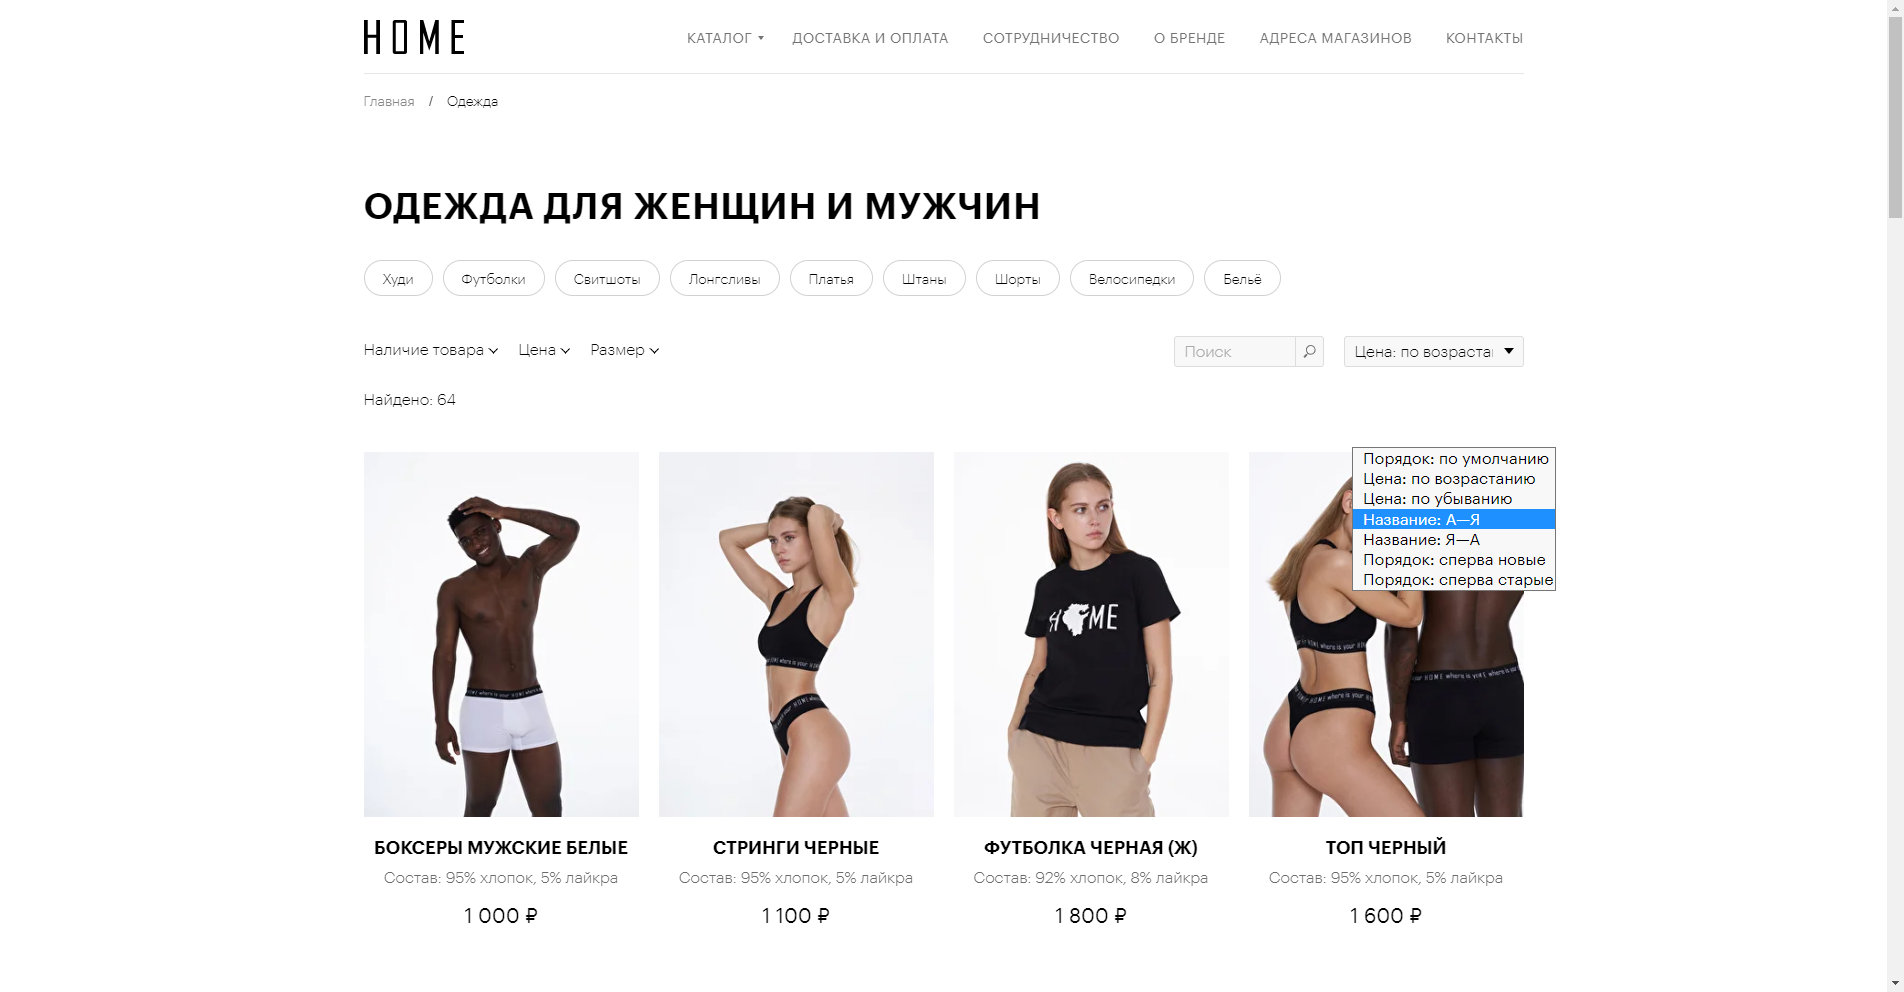 HOME
КАТАЛОГ ДОСТАВКА И ОПЛАТА СОТРУДНИЧЕСТВО О БРЕНДЕ АДРЕСА МАГАЗИНОВ КОНТАКТЫ
Главная / Одежда
ОДЕЖДА ДЛЯ ЖЕНЩИН И МУЖЧИН
Худи Футболки Свитшоты Лонгсливы Платья Штаны Шорты Велосипедки Бельё
Наличие товара Цена Размер Поиск Цена: по возраста
Найдено: 64
Порядок: по умолчанию
Цена: по возрастанию
Цена: по убыванию
Название: А—Я
Название: Я—А
Порядок: сперва новые
Порядок: сперва старые
HOME
БОКСЕРЫ МУЖСКИЕ БЕЛЫЕ
Состав: 95% хлопок, 5% лайкра
1 000 ₽
СТРИНГИ ЧЕРНЫЕ
Состав: 95% хлопок, 5% лайкра
1 100 ₽
ФУТБОЛКА ЧЕРНАЯ (Ж)
Состав: 92% хлопок, 8% лайкра
1 800 ₽
ТОП ЧЕРНЫЙ
Состав: 95% хлопок, 5% лайкра
1 600 ₽